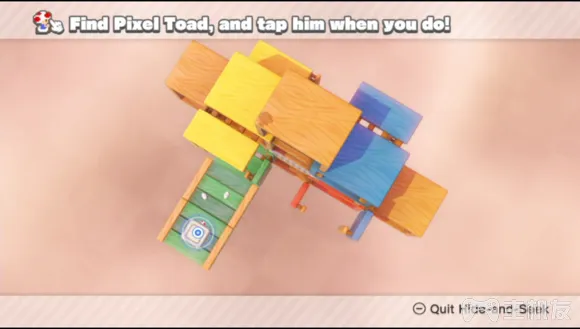 Find Pixel Toad, and tap him when you do!
⊖ Quit Hide-and-Seek